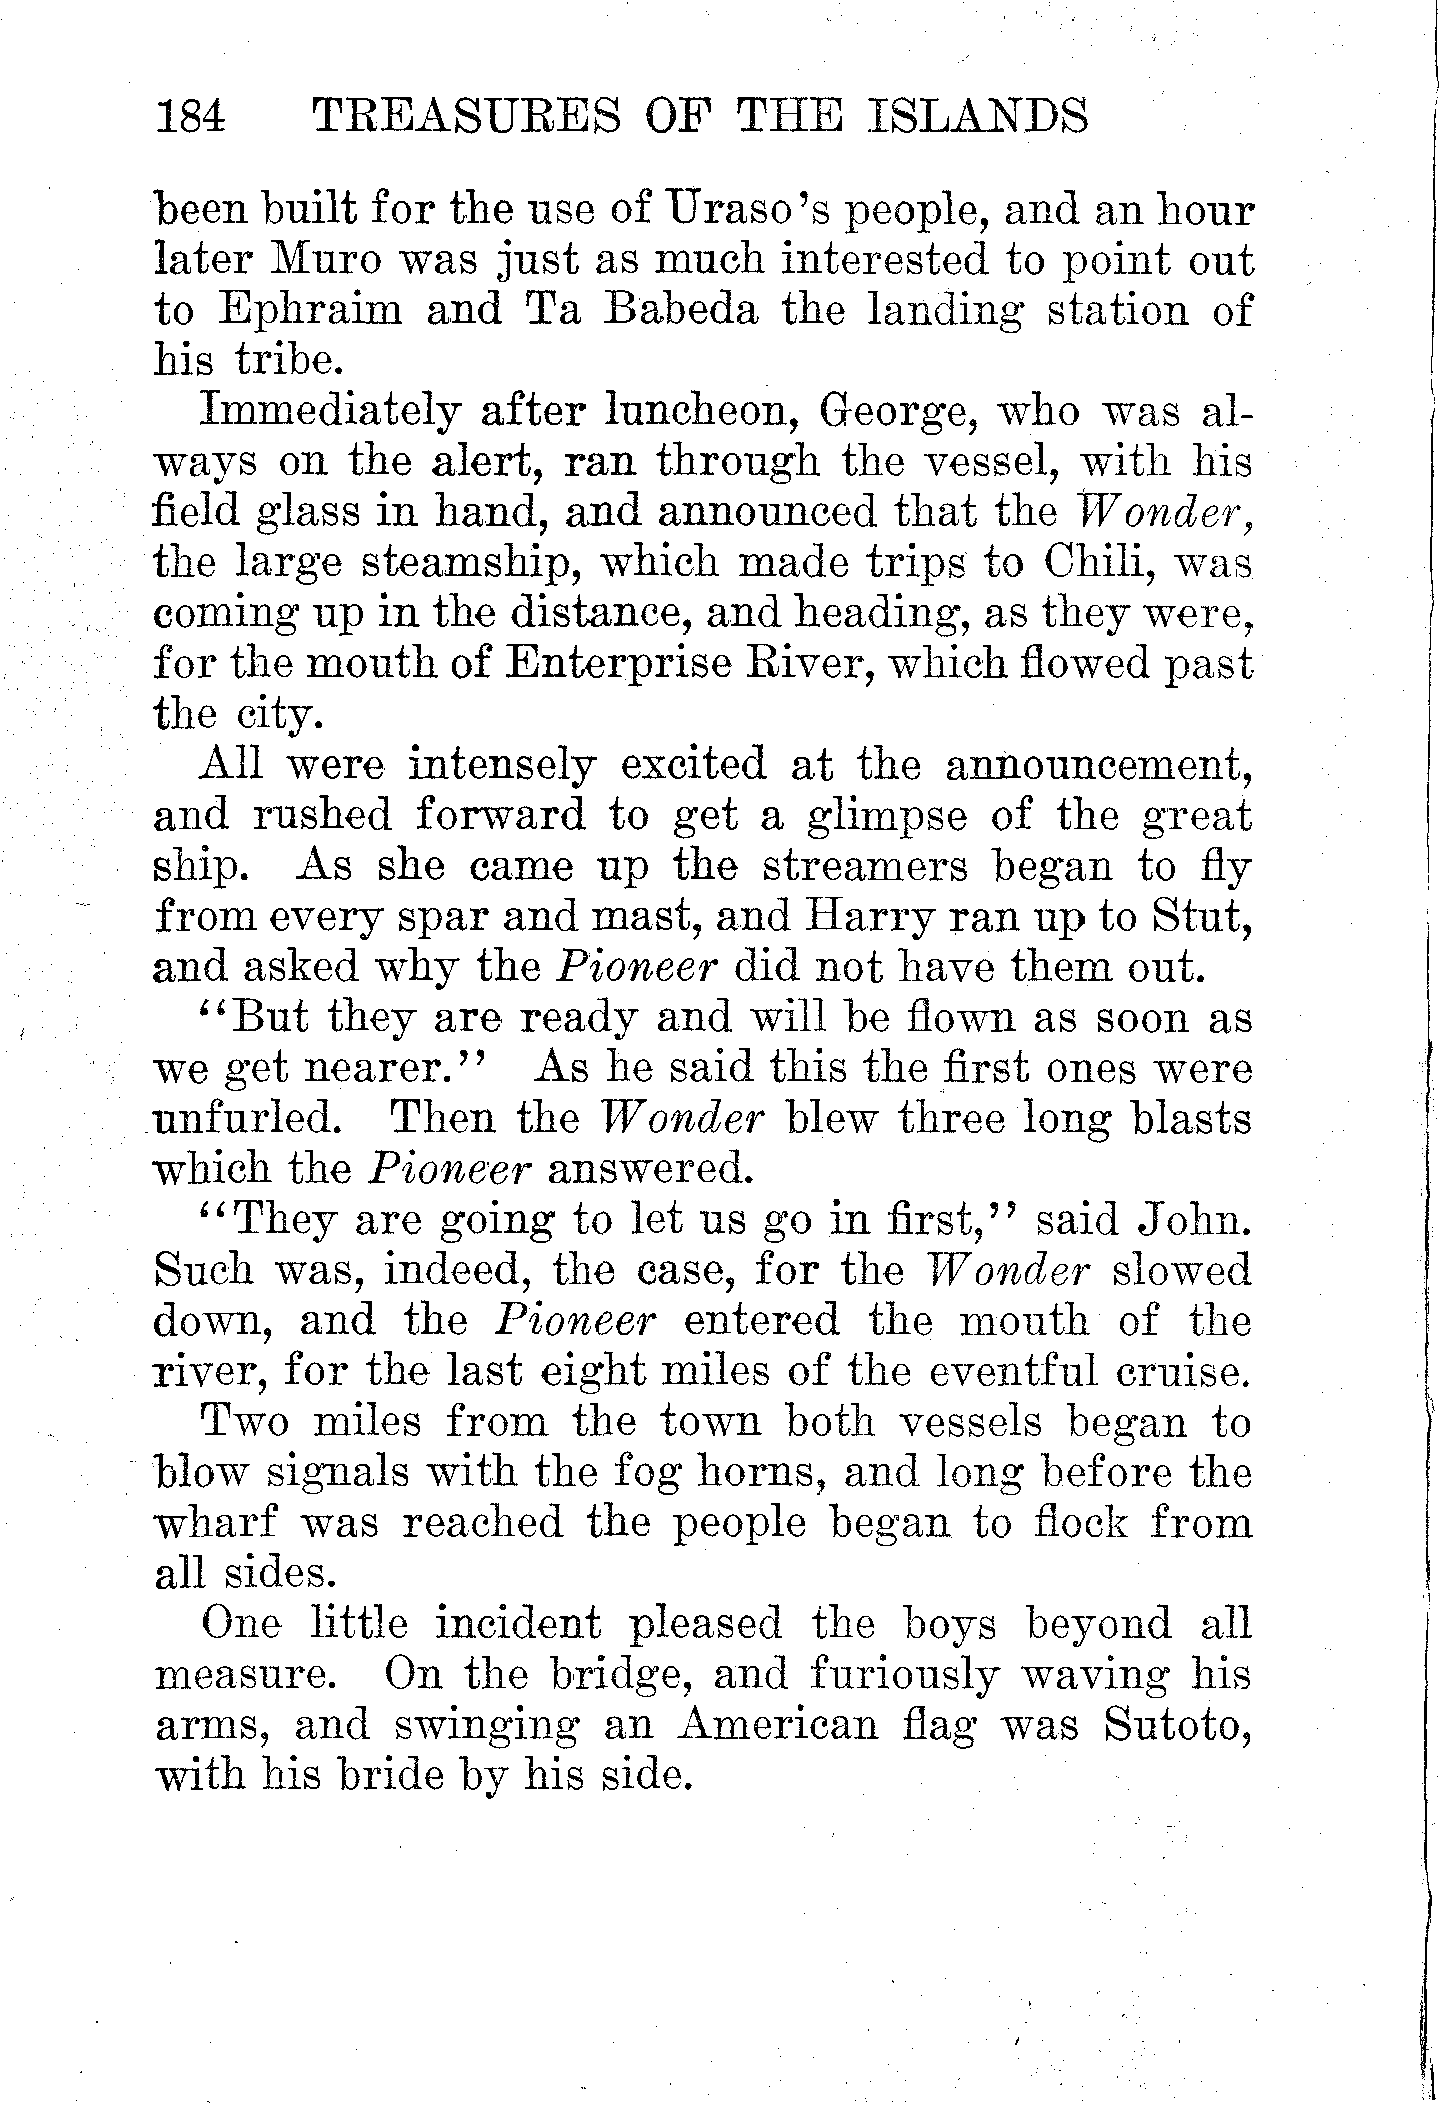 184 TREASURES OF THE ISLANDS
been built for the use of Uraso's people, and an hour
later Muro was just as much interested to point out
to Ephraim and Ta Babeda the landing station of
his tribe.
Immediately after luncheon, George, who was al-
ways on the alert, ran through the vessel, with his
field glass in hand, and announced that the Wonder,
the large steamship, which made trips to Chili, was
coming up in the distance, and heading, as they were,
for the mouth of Enterprise River, which flowed past
the city.
All were intensely excited at the announcement,
and rushed forward to get a glimpse of the great
ship. As she came up the streamers began to fly
from every spar and mast, and Harry ran up to Stut,
and asked why the Pioneer did not have them out.
"But they are ready and will be flown as soon as
we get nearer." As he said this the first ones were
unfurled. Then the Wonder blew three long blasts
which the Pioneer answered.
"They are going to let us go in first," said John.
Such was, indeed, the case, for the Wonder slowed
down, and the Pioneer entered the mouth of the
river, for the last eight miles of the eventful cruise.
Two miles from the town both vessels began to
blow signals with the fog horns, and long before the
wharf was reached the people began to flock from
all sides.
One little incident pleased the boys beyond all
measure. On the bridge, and furiously waving his
arms, and swinging an American flag was Sutoto,
with his bride by his side.